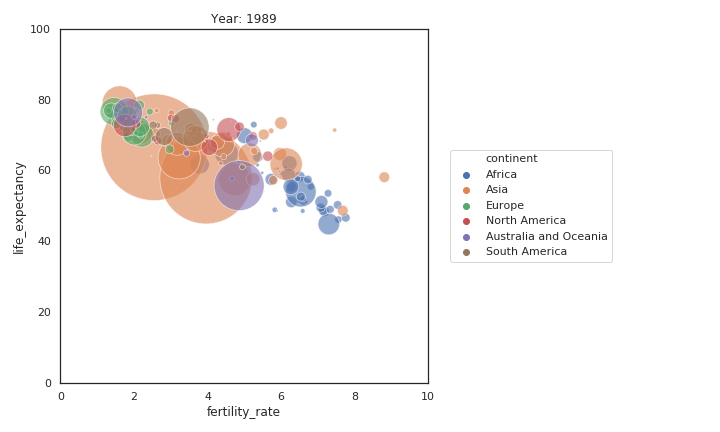 Year: 1989
100
80
60
40
20
0
life_expectancy
0 2 4 6 8 10
fertility_rate
continent
Africa
Asia
Europe
North America
Australia and Oceania
South America